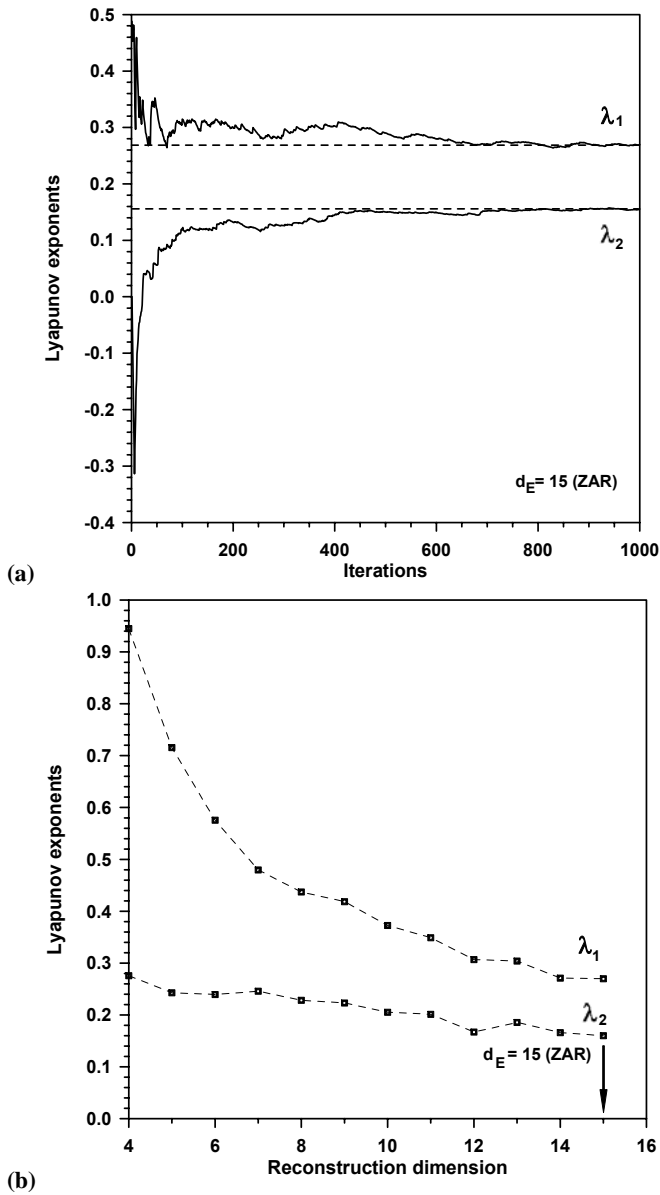 0.5
0.4
0.3
0.2
0.1
0.0
-0.1
-0.2
-0.3
-0.4
Lyapunov exponents
λ1
λ2
dE= 15 (ZAR)
0 200 400 600 800 1000
Iterations
(a)
1.0
0.9
0.8
0.7
0.6
0.5
0.4
0.3
0.2
0.1
0.0
Lyapunov exponents
λ1
λ2
dE = 15 (ZAR)
4 6 8 10 12 14 16
Reconstruction dimension
(b)